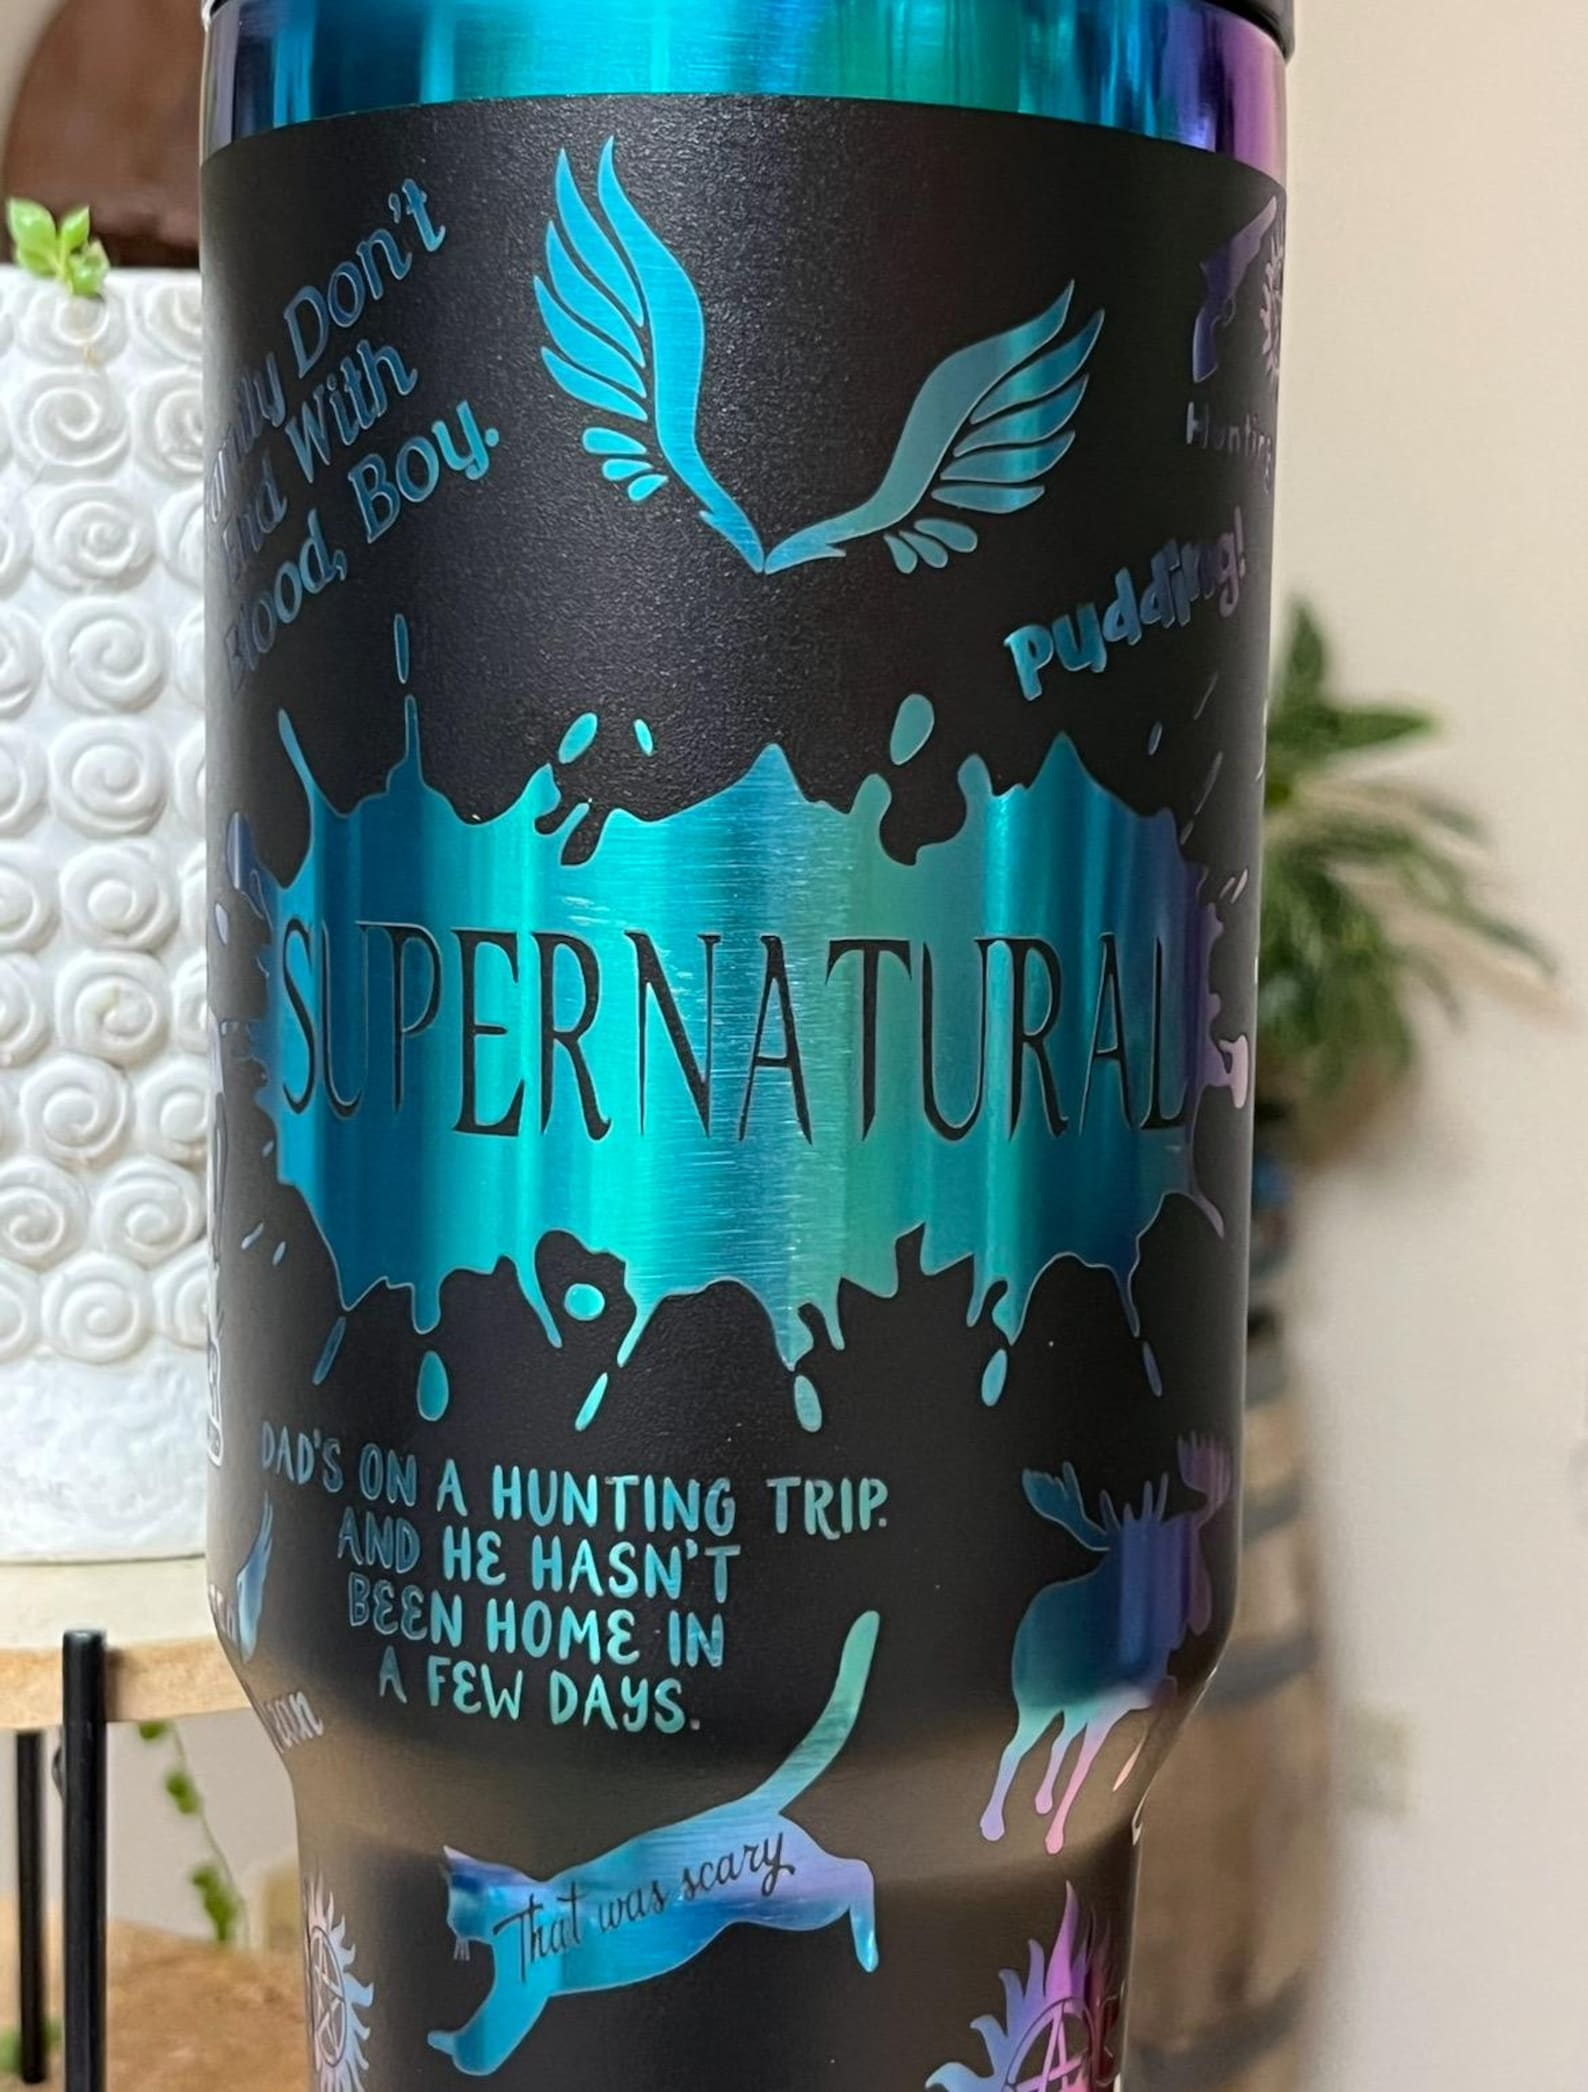 Don't
End With
Blood, Boy.
Hunting
Pudding!
SUPERNATURAL
DAD'S ON A HUNTING TRIP.
AND HE HASN'T
BEEN HOME IN
A FEW DAYS.
That was scary